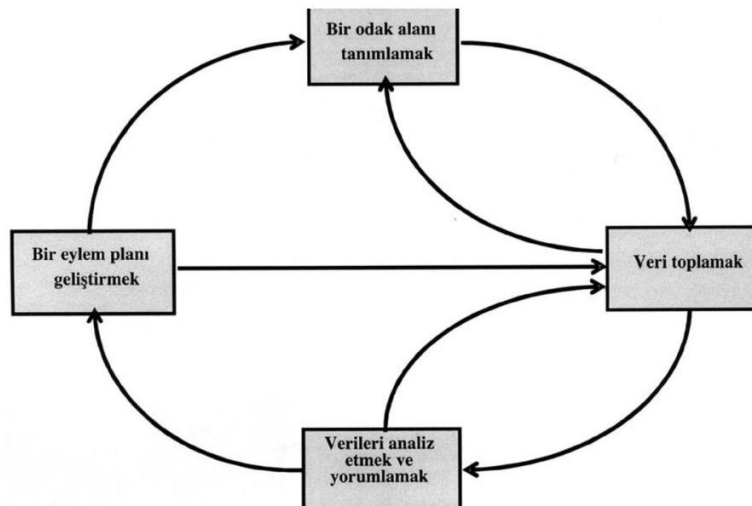 Bir odak alanı
tanımlamak
Bir eylem planı
geliştirmek
Veri toplamak
Verileri analiz
etmek ve
yorumlamak